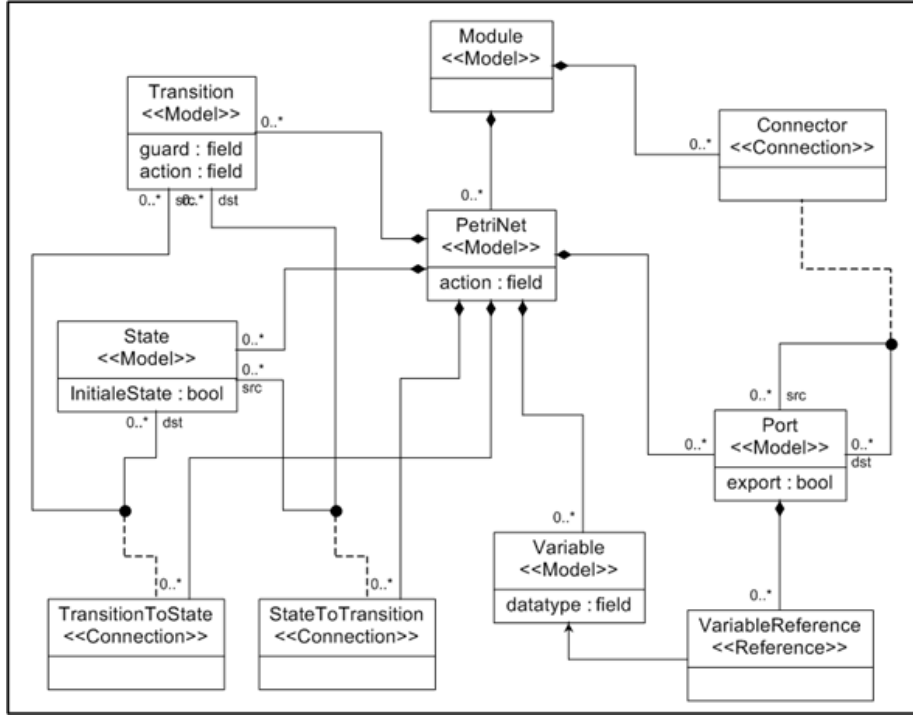 Module
<<Model>>
Transition
<<Model>>
guard : field
action : field
0..*
0..*
Connector
<<Connection>>
0..*
src
0..*
dst
0..*
PetriNet
<<Model>>
action : field
State
<<Model>>
InitialeState : bool
0..*
0..*
src
0..*
dst
0..*
src
Port
<<Model>>
export : bool
0..*
0..*
dst
0..*
Variable
<<Model>>
datatype : field
0..*
0..*
0..*
TransitionToState
<<Connection>>
StateToTransition
<<Connection>>
VariableReference
<<Reference>>